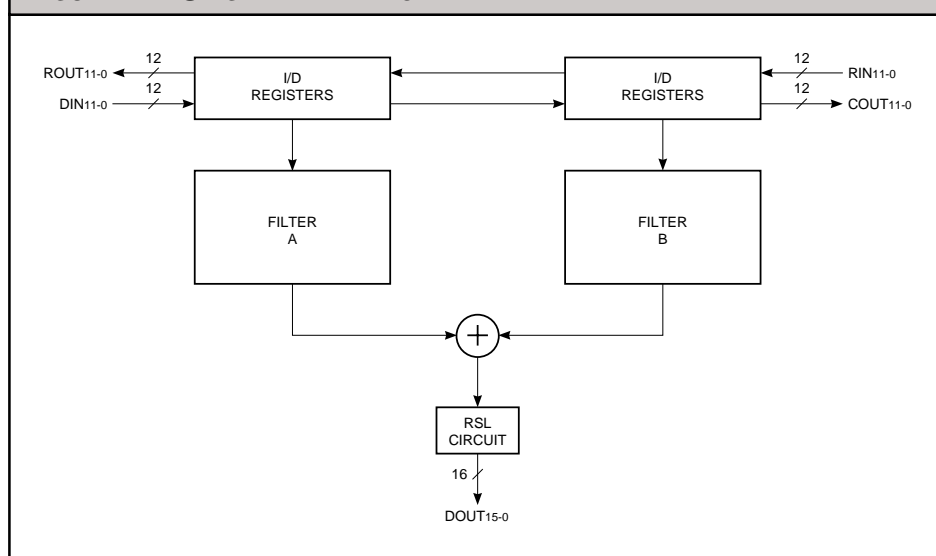 12
12
ROUT11-0
I/D
REGISTERS
I/D
REGISTERS
RIN11-0
12
12
DIN11-0
COUT11-0
FILTER
A
FILTER
B
RSL
CIRCUIT
16
DOUT15-0